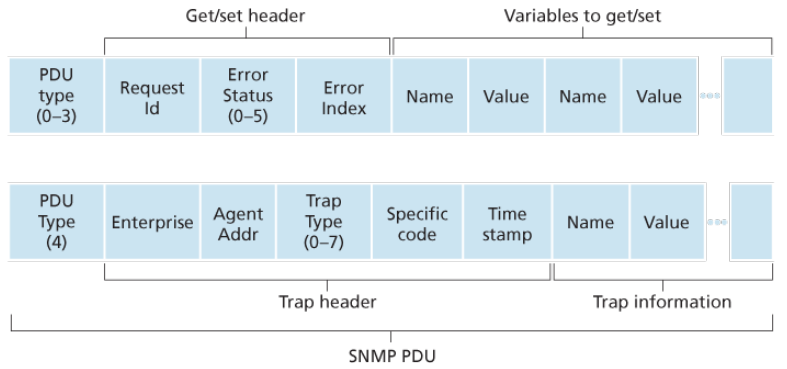 Get/set header
Variables to get/set
PDU
type
(0–3)
Request
Id
Error
Status
(0–5)
Error
Index
Name
Value
Name
Value
PDU
Type
(4)
Enterprise
Agent
Addr
Trap
Type
(0–7)
Specific
code
Time
stamp
Name
Value
Trap header
Trap information
SNMP PDU